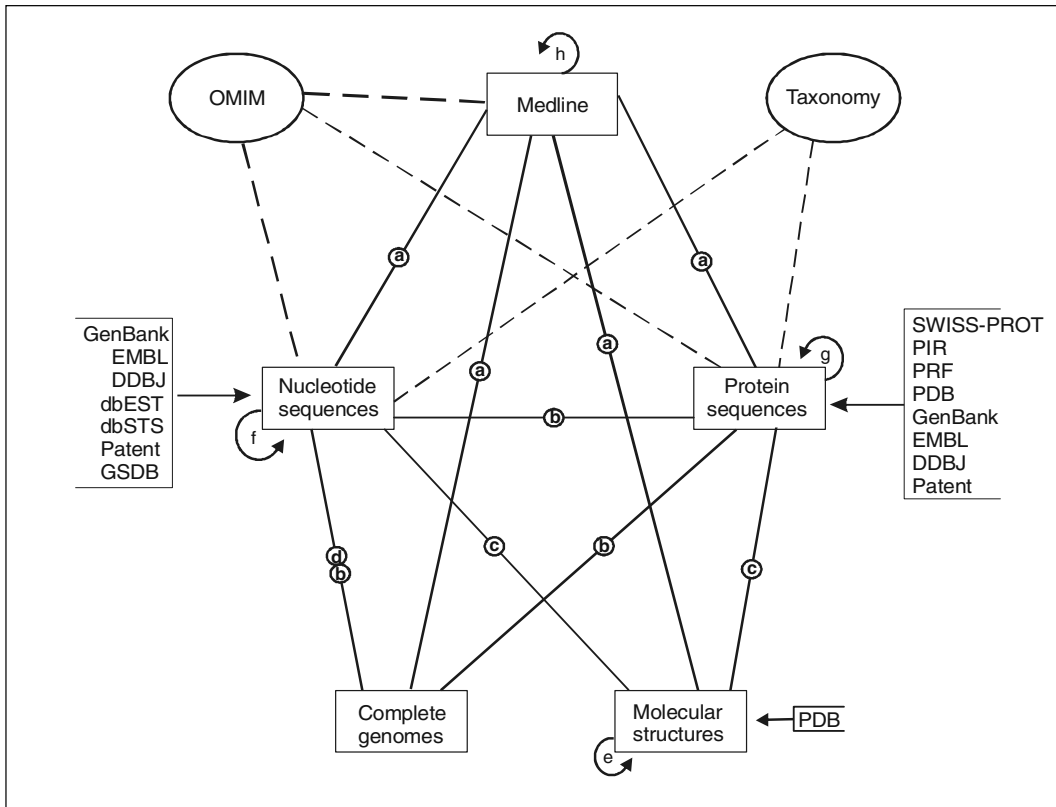 h
OMIM
Medline
Taxonomy
a
a
a
a
GenBank
EMBL
DDBJ
dbEST
dbSTS
Patent
GSDB
Nucleotide
sequences
f
b
Protein
sequences
g
SWISS-PROT
PIR
PRF
PDB
GenBank
EMBL
DDBJ
Patent
d
b
c
b
c
Complete
genomes
Molecular
structures
e
PDB